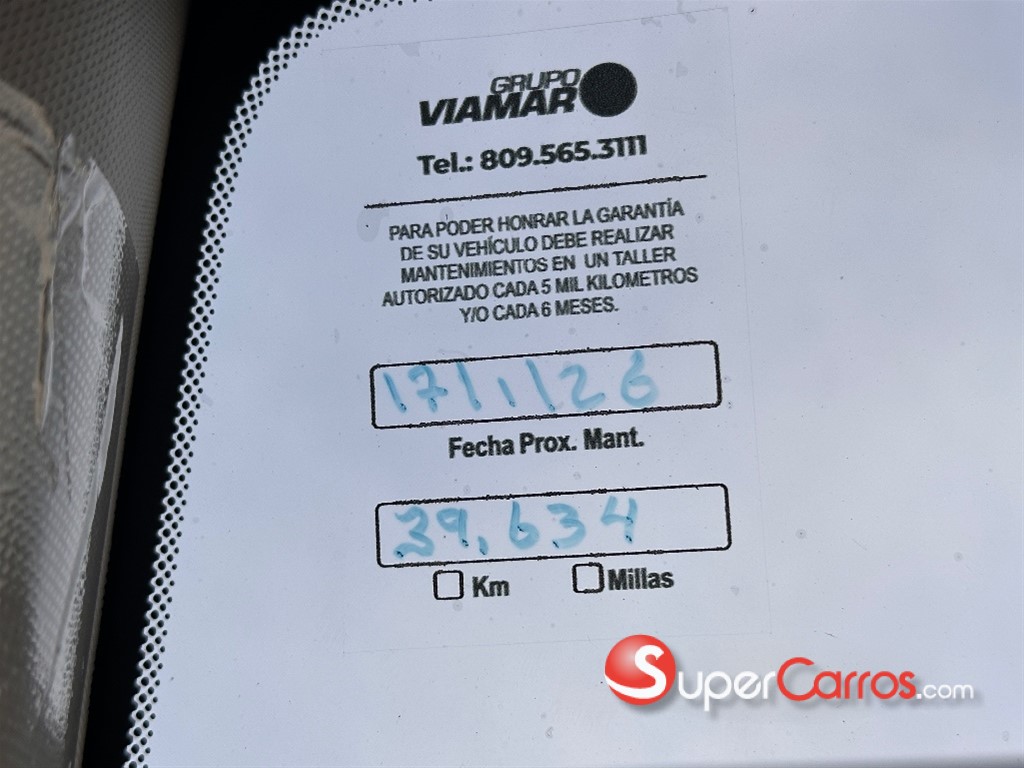 GRUPO
VIAMAR
Tel.: 809.565.3111
PARA PODER HONRAR LA GARANTÍA
DE SU VEHÍCULO DEBE REALIZAR
MANTENIMIENTOS EN UN TALLER
AUTORIZADO CADA 5 MIL KILOMETROS
Y/O CADA 6 MESES.
17/1/26
Fecha Prox. Mant.
39,634
Km Millas
SUPERCARROS.com